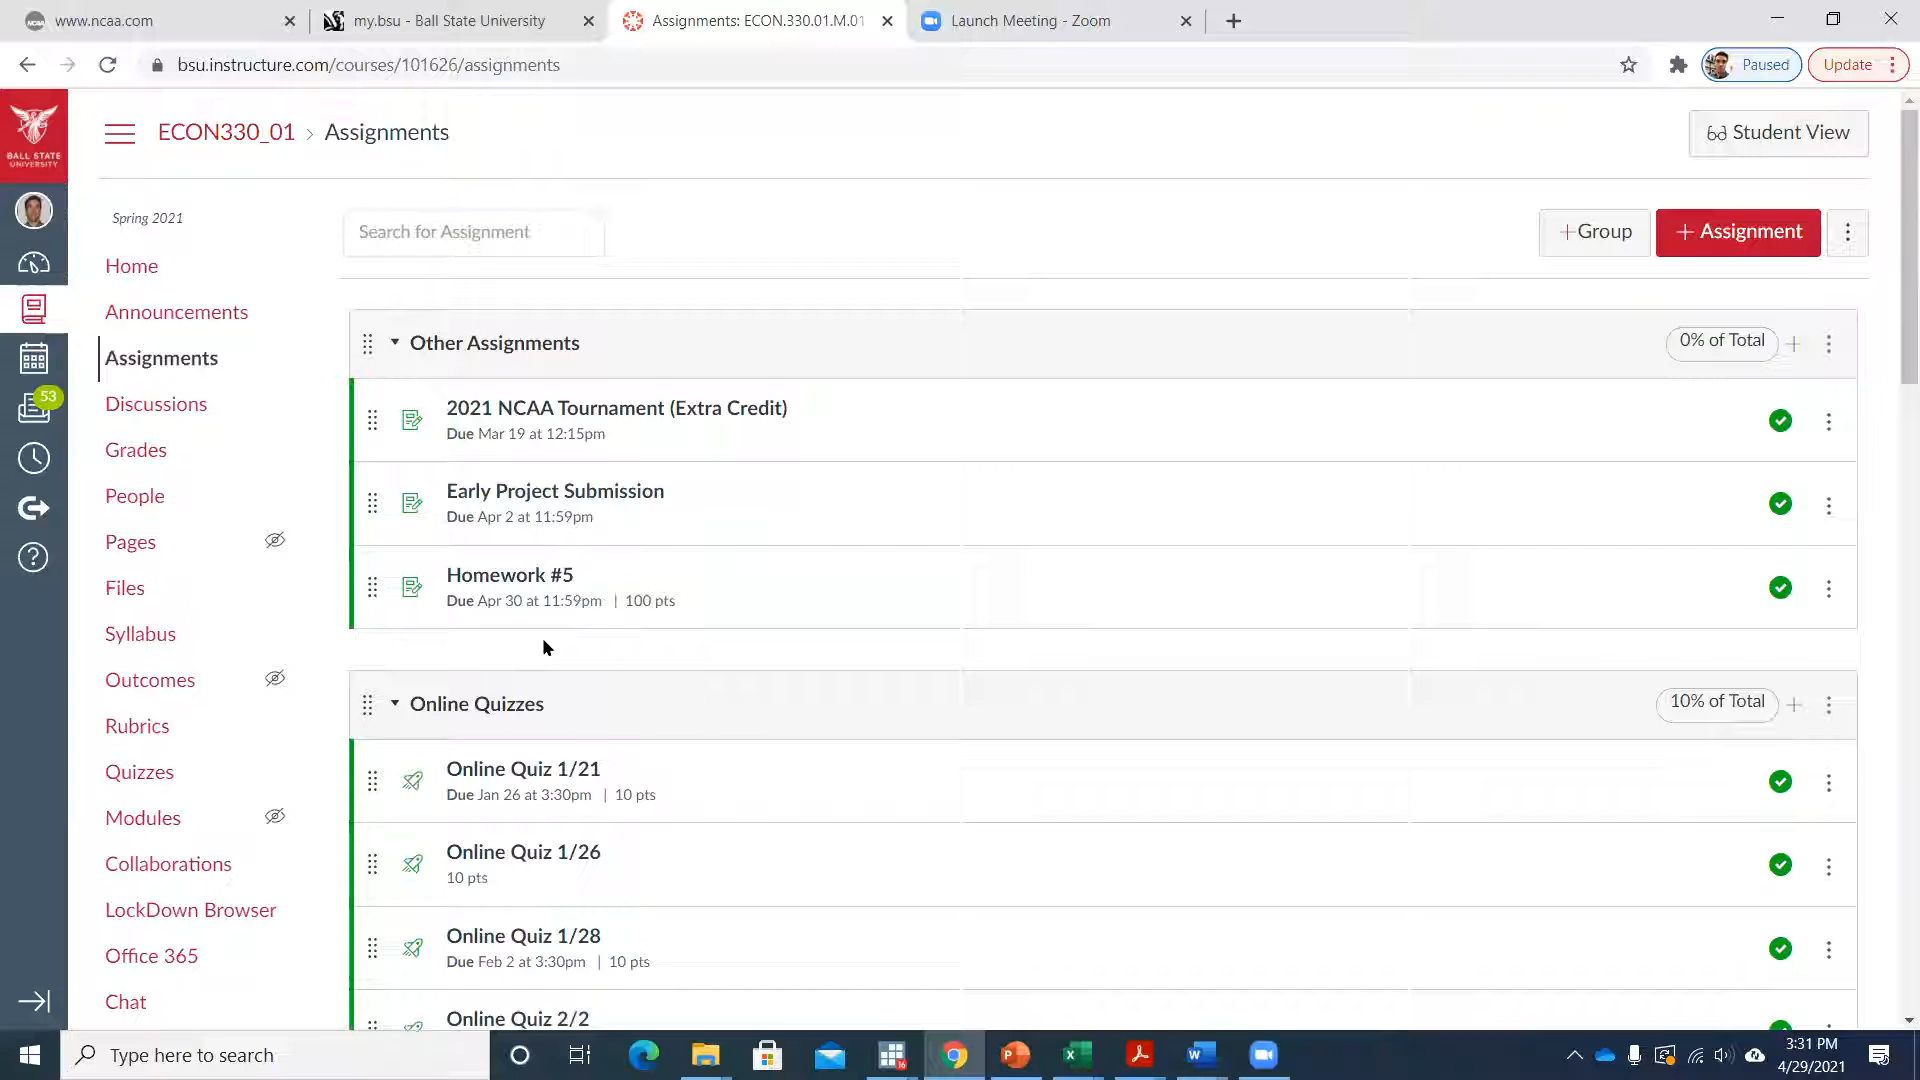 www.ncaa.com
my.bsu - Ball State University
Assignments: ECON.330.01.M.01
Launch Meeting - Zoom
bsu.instructure.com/courses/101626/assignments
Paused
Update
BALL STATE
UNIVERSITY
ECON330_01 › Assignments
Student View
Spring 2021
Search for Assignment
+Group
+ Assignment
Home
Announcements
Assignments
Discussions
Grades
People
Pages
Files
Syllabus
Outcomes
Rubrics
Quizzes
Modules
Collaborations
LockDown Browser
Office 365
Chat
53
Other Assignments
0% of Total
2021 NCAA Tournament (Extra Credit)
Due Mar 19 at 12:15pm
Early Project Submission
Due Apr 2 at 11:59pm
Homework #5
Due Apr 30 at 11:59pm | 100 pts
Online Quizzes
10% of Total
Online Quiz 1/21
Due Jan 26 at 3:30pm | 10 pts
Online Quiz 1/26
10 pts
Online Quiz 1/28
Due Feb 2 at 3:30pm | 10 pts
Online Quiz 2/2
Type here to search
16
3:31 PM
4/29/2021